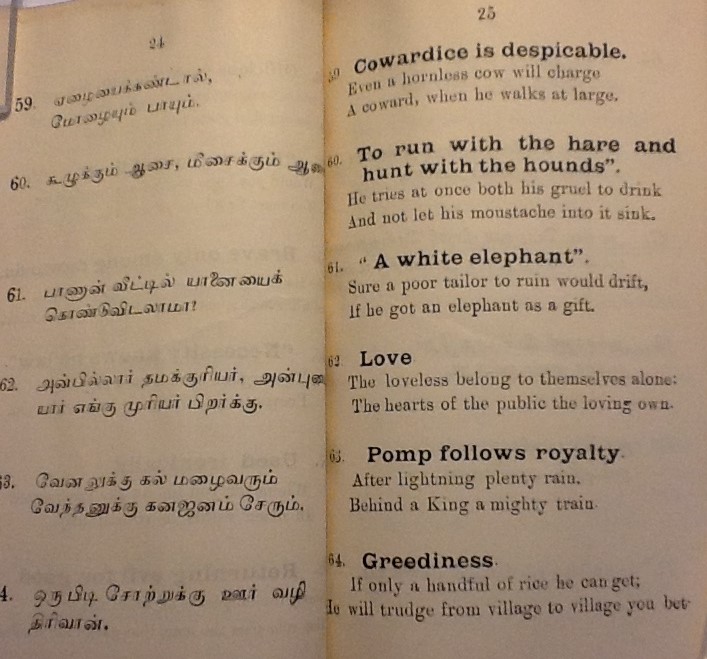 24
59. ஏழையைக்கண்டால்,
மோழையும் பாயும்.
60. கூழுக்கும் ஆசை, மீசைக்கும்
61. பாணன் வீட்டில் யானையைக்
கொண்டுவிடலாமா?
62. அன்பில்லார் தமக்குரியர்,
யார் எங்கு முரியர் பிறர்க்கு.
63. வேனலுக்கு கல் மழைவரும்
வேந்தனுக்கு கனஜனம் சேரும்.
4. ஒருபிடி சோற்றுக்கு ஊர் வழி
திரிவான்.
25
59 Cowardice is despicable.
Even a hornless cow will charge
A coward, when he walks at large.
60. To run with the hare and
hunt with the hounds".
He tries at once both his gruel to drink
And not let his moustache into it sink.
61. " A white elephant".
Sure a poor tailor to ruin would drift,
If he got an elephant as a gift.
62. Love
The loveless belong to themselves alone;
The hearts of the public the loving own.
63. Pomp follows royalty.
After lightning plenty rain.
Behind a King a mighty train.
64. Greediness.
If only a handful of rice he can get;
He will trudge from village to village you bet.